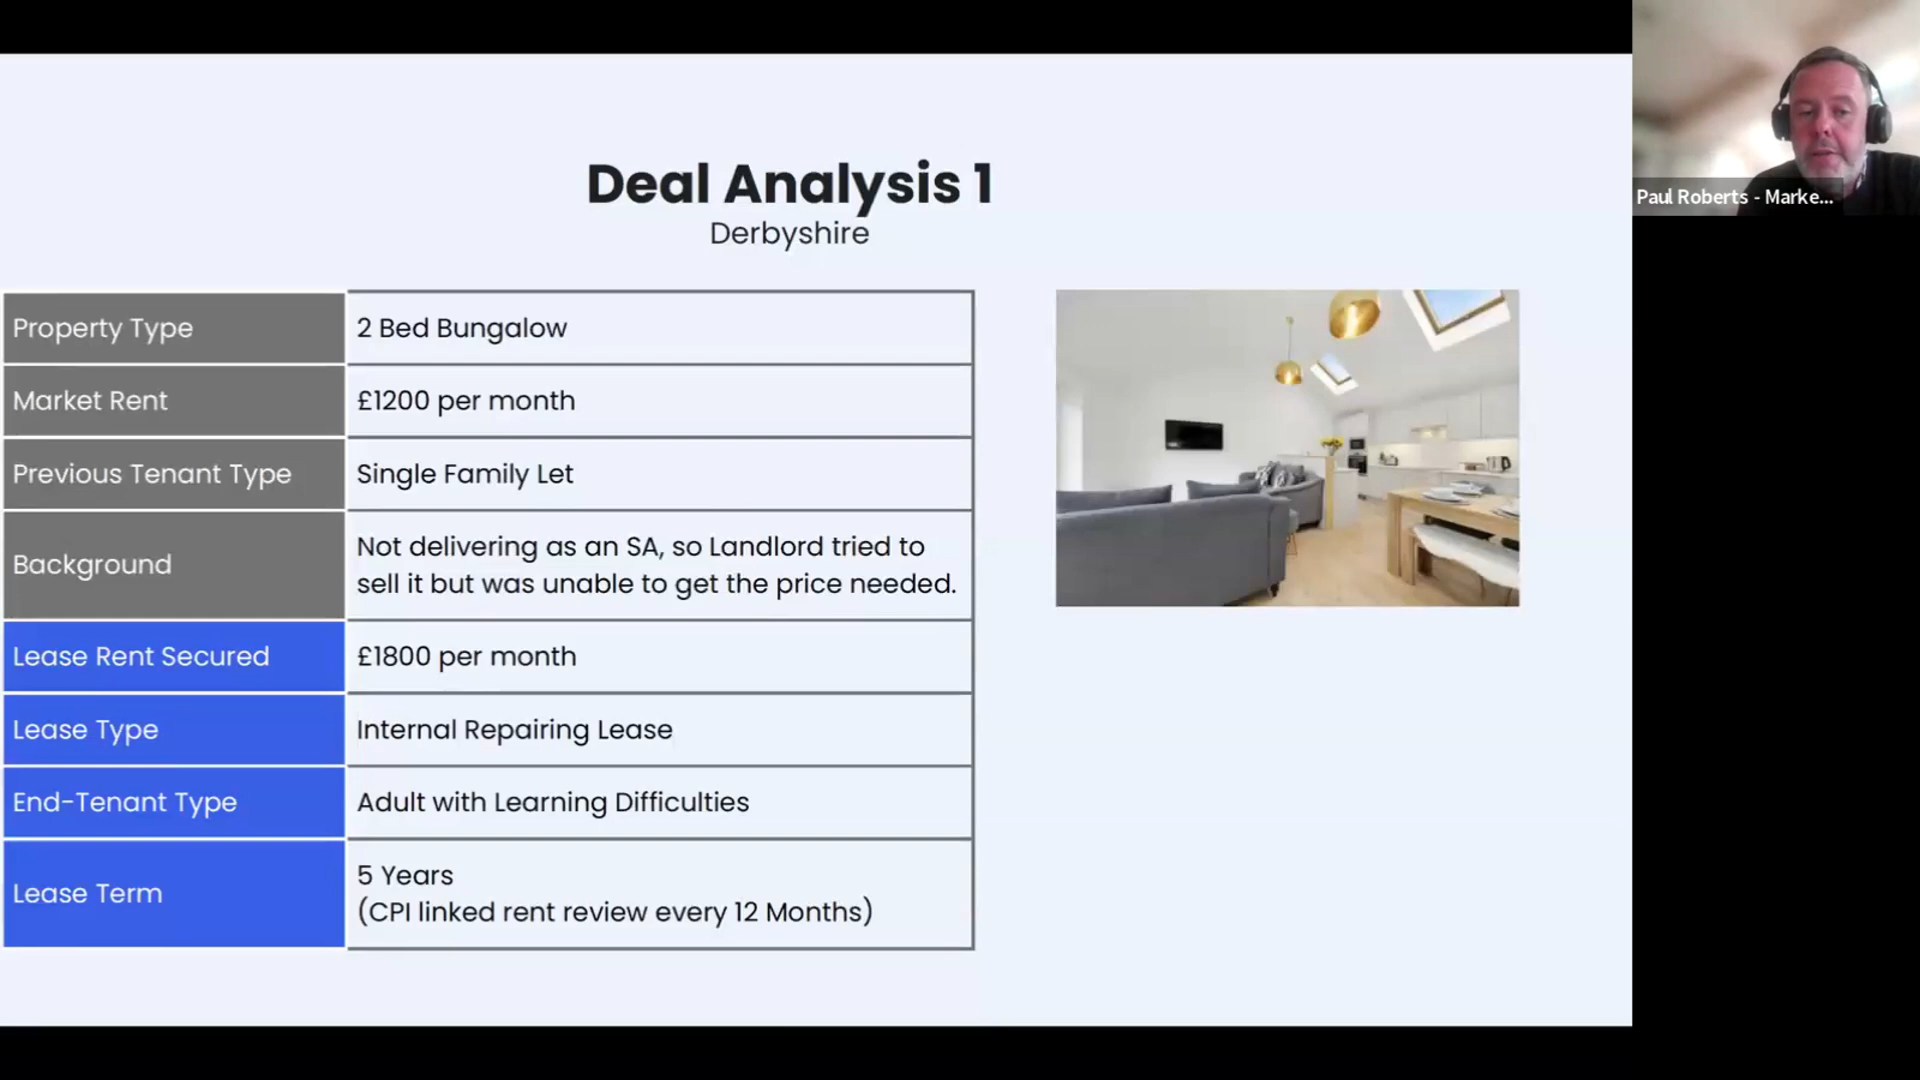 Deal Analysis 1
Derbyshire
Property Type
2 Bed Bungalow
Market Rent
£1200 per month
Previous Tenant Type
Single Family Let
Background
Not delivering as an SA, so Landlord tried to
sell it but was unable to get the price needed.
Lease Rent Secured
£1800 per month
Lease Type
Internal Repairing Lease
End-Tenant Type
Adult with Learning Difficulties
Lease Term
5 Years
(CPI linked rent review every 12 Months)
Paul Roberts - Marke...